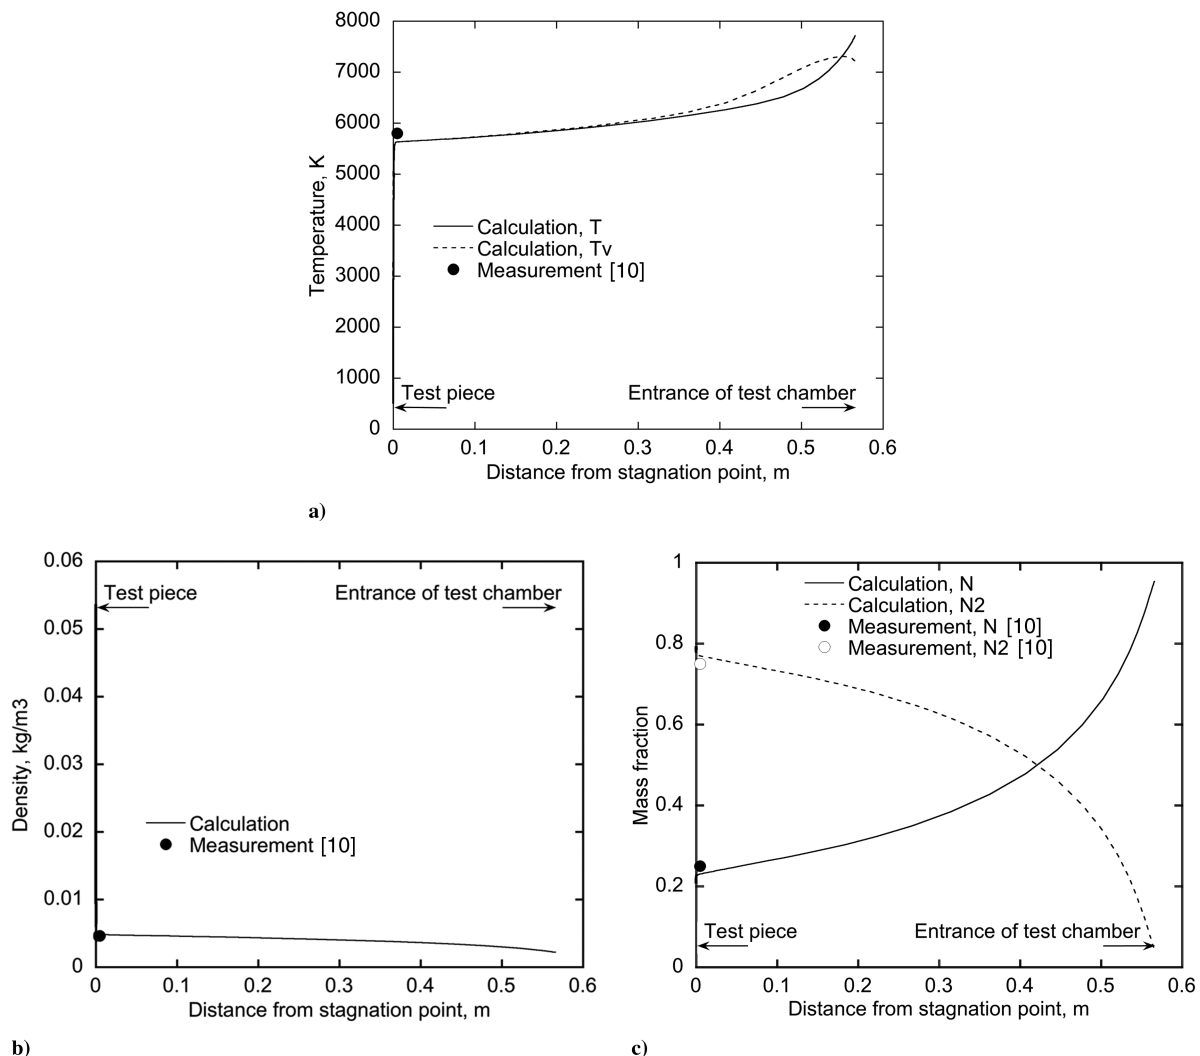 8000
7000
6000
5000
4000
3000
2000
1000
0
Temperature, K
Calculation, T
Calculation, Tv
Measurement [10]
Test piece
Entrance of test chamber
0 0.1 0.2 0.3 0.4 0.5 0.6
Distance from stagnation point, m
a)
0.06
0.05
0.04
0.03
0.02
0.01
0
Density, kg/m3
Test piece
Entrance of test chamber
Calculation
Measurement [10]
0 0.1 0.2 0.3 0.4 0.5 0.6
Distance from stagnation point, m
b)
1
0.8
0.6
0.4
0.2
0
Mass fraction
Calculation, N
Calculation, N2
Measurement, N [10]
Measurement, N2 [10]
Test piece
Entrance of test chamber
0 0.1 0.2 0.3 0.4 0.5 0.6
Distance from stagnation point, m
c)